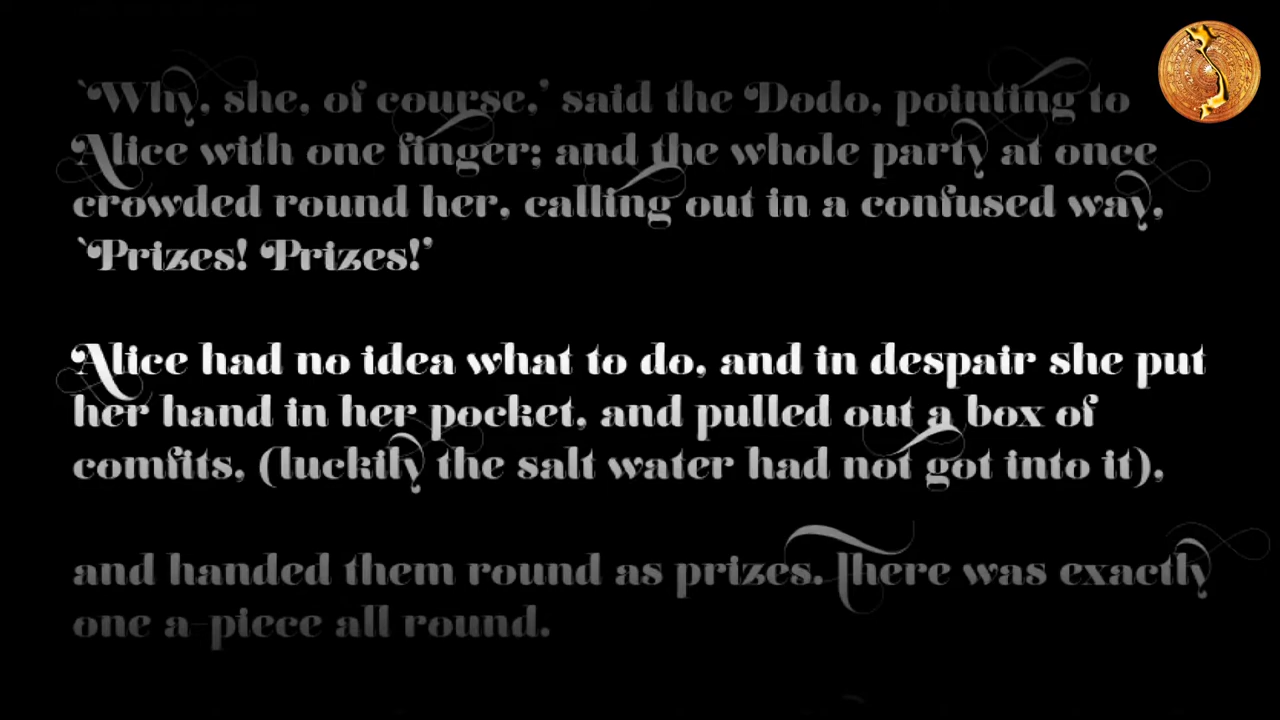 `Why, she, of course,' said the Dodo, pointing to
Alice with one finger; and the whole party at once
crowded round her, calling out in a confused way,
`Prizes! Prizes!'
Alice had no idea what to do, and in despair she put
her hand in her pocket, and pulled out a box of
comfits, (luckily the salt water had not got into it),
and handed them round as prizes. There was exactly
one a-piece all round.